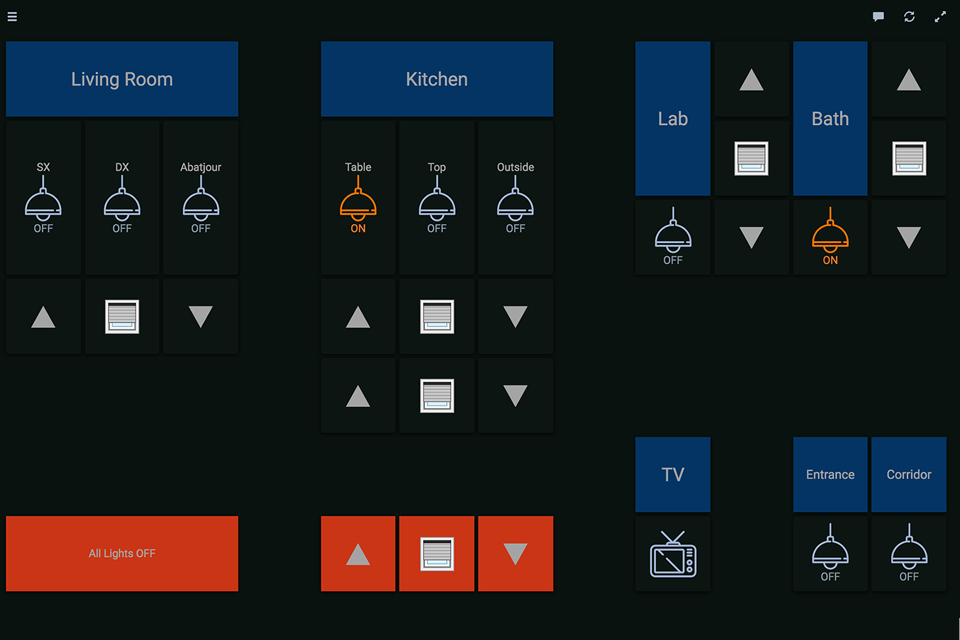 Living Room
Kitchen
Lab
Bath
SX
DX
Abatjour
Table
Top
Outside
OFF
OFF
OFF
ON
OFF
OFF
OFF
ON
TV
Entrance
Corridor
All Lights OFF
OFF
OFF